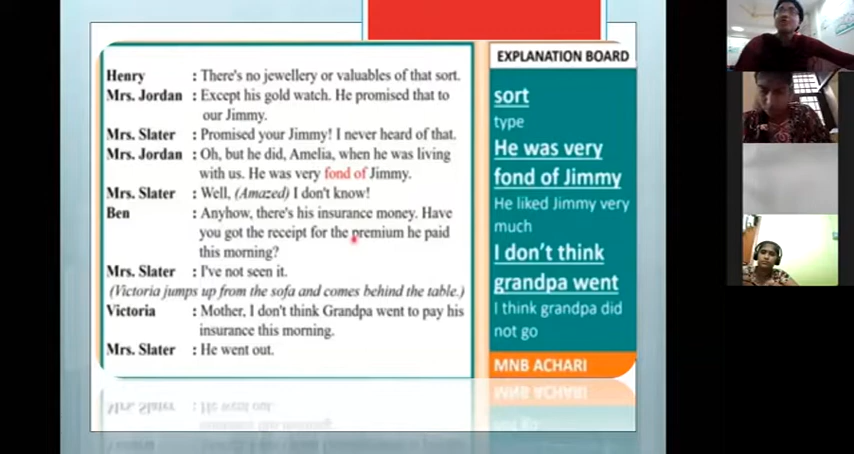 Henry : There's no jewellery or valuables of that sort.
Mrs. Jordan : Except his gold watch. He promised that to
our Jimmy.
Mrs. Slater : Promised your Jimmy! I never heard of that.
Mrs. Jordan : Oh, but he did, Amelia, when he was living
with us. He was very fond of Jimmy.
Mrs. Slater : Well, (Amazed) I don't know!
Ben : Anyhow, there's his insurance money. Have
you got the receipt for the premium he paid
this morning?
Mrs. Slater : I've not seen it.
(Victoria jumps up from the sofa and comes behind the table.)
Victoria : Mother, I don't think Grandpa went to pay his
insurance this morning.
Mrs. Slater : He went out.
EXPLANATION BOARD
sort
type
He was very
fond of Jimmy
He liked Jimmy very
much
I don't think
grandpa went
I think grandpa did
not go
MNB ACHARI